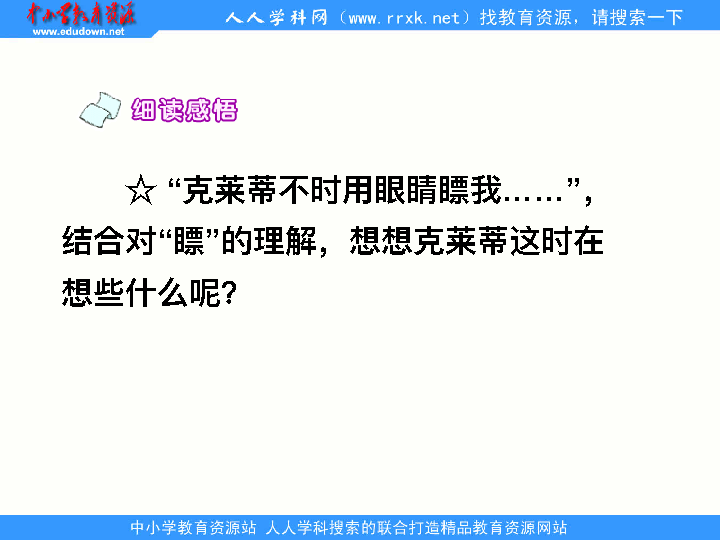 中小学教育资源
www.edudown.net
人人学科网（www.rrxk.net）找教育资源，请搜索一下
细读感悟
☆ “克莱蒂不时用眼睛瞟我……”，
结合对“瞟”的理解，想想克莱蒂这时在
想些什么呢？
中小学教育资源站 人人学科搜索的联合打造精品教育资源网站